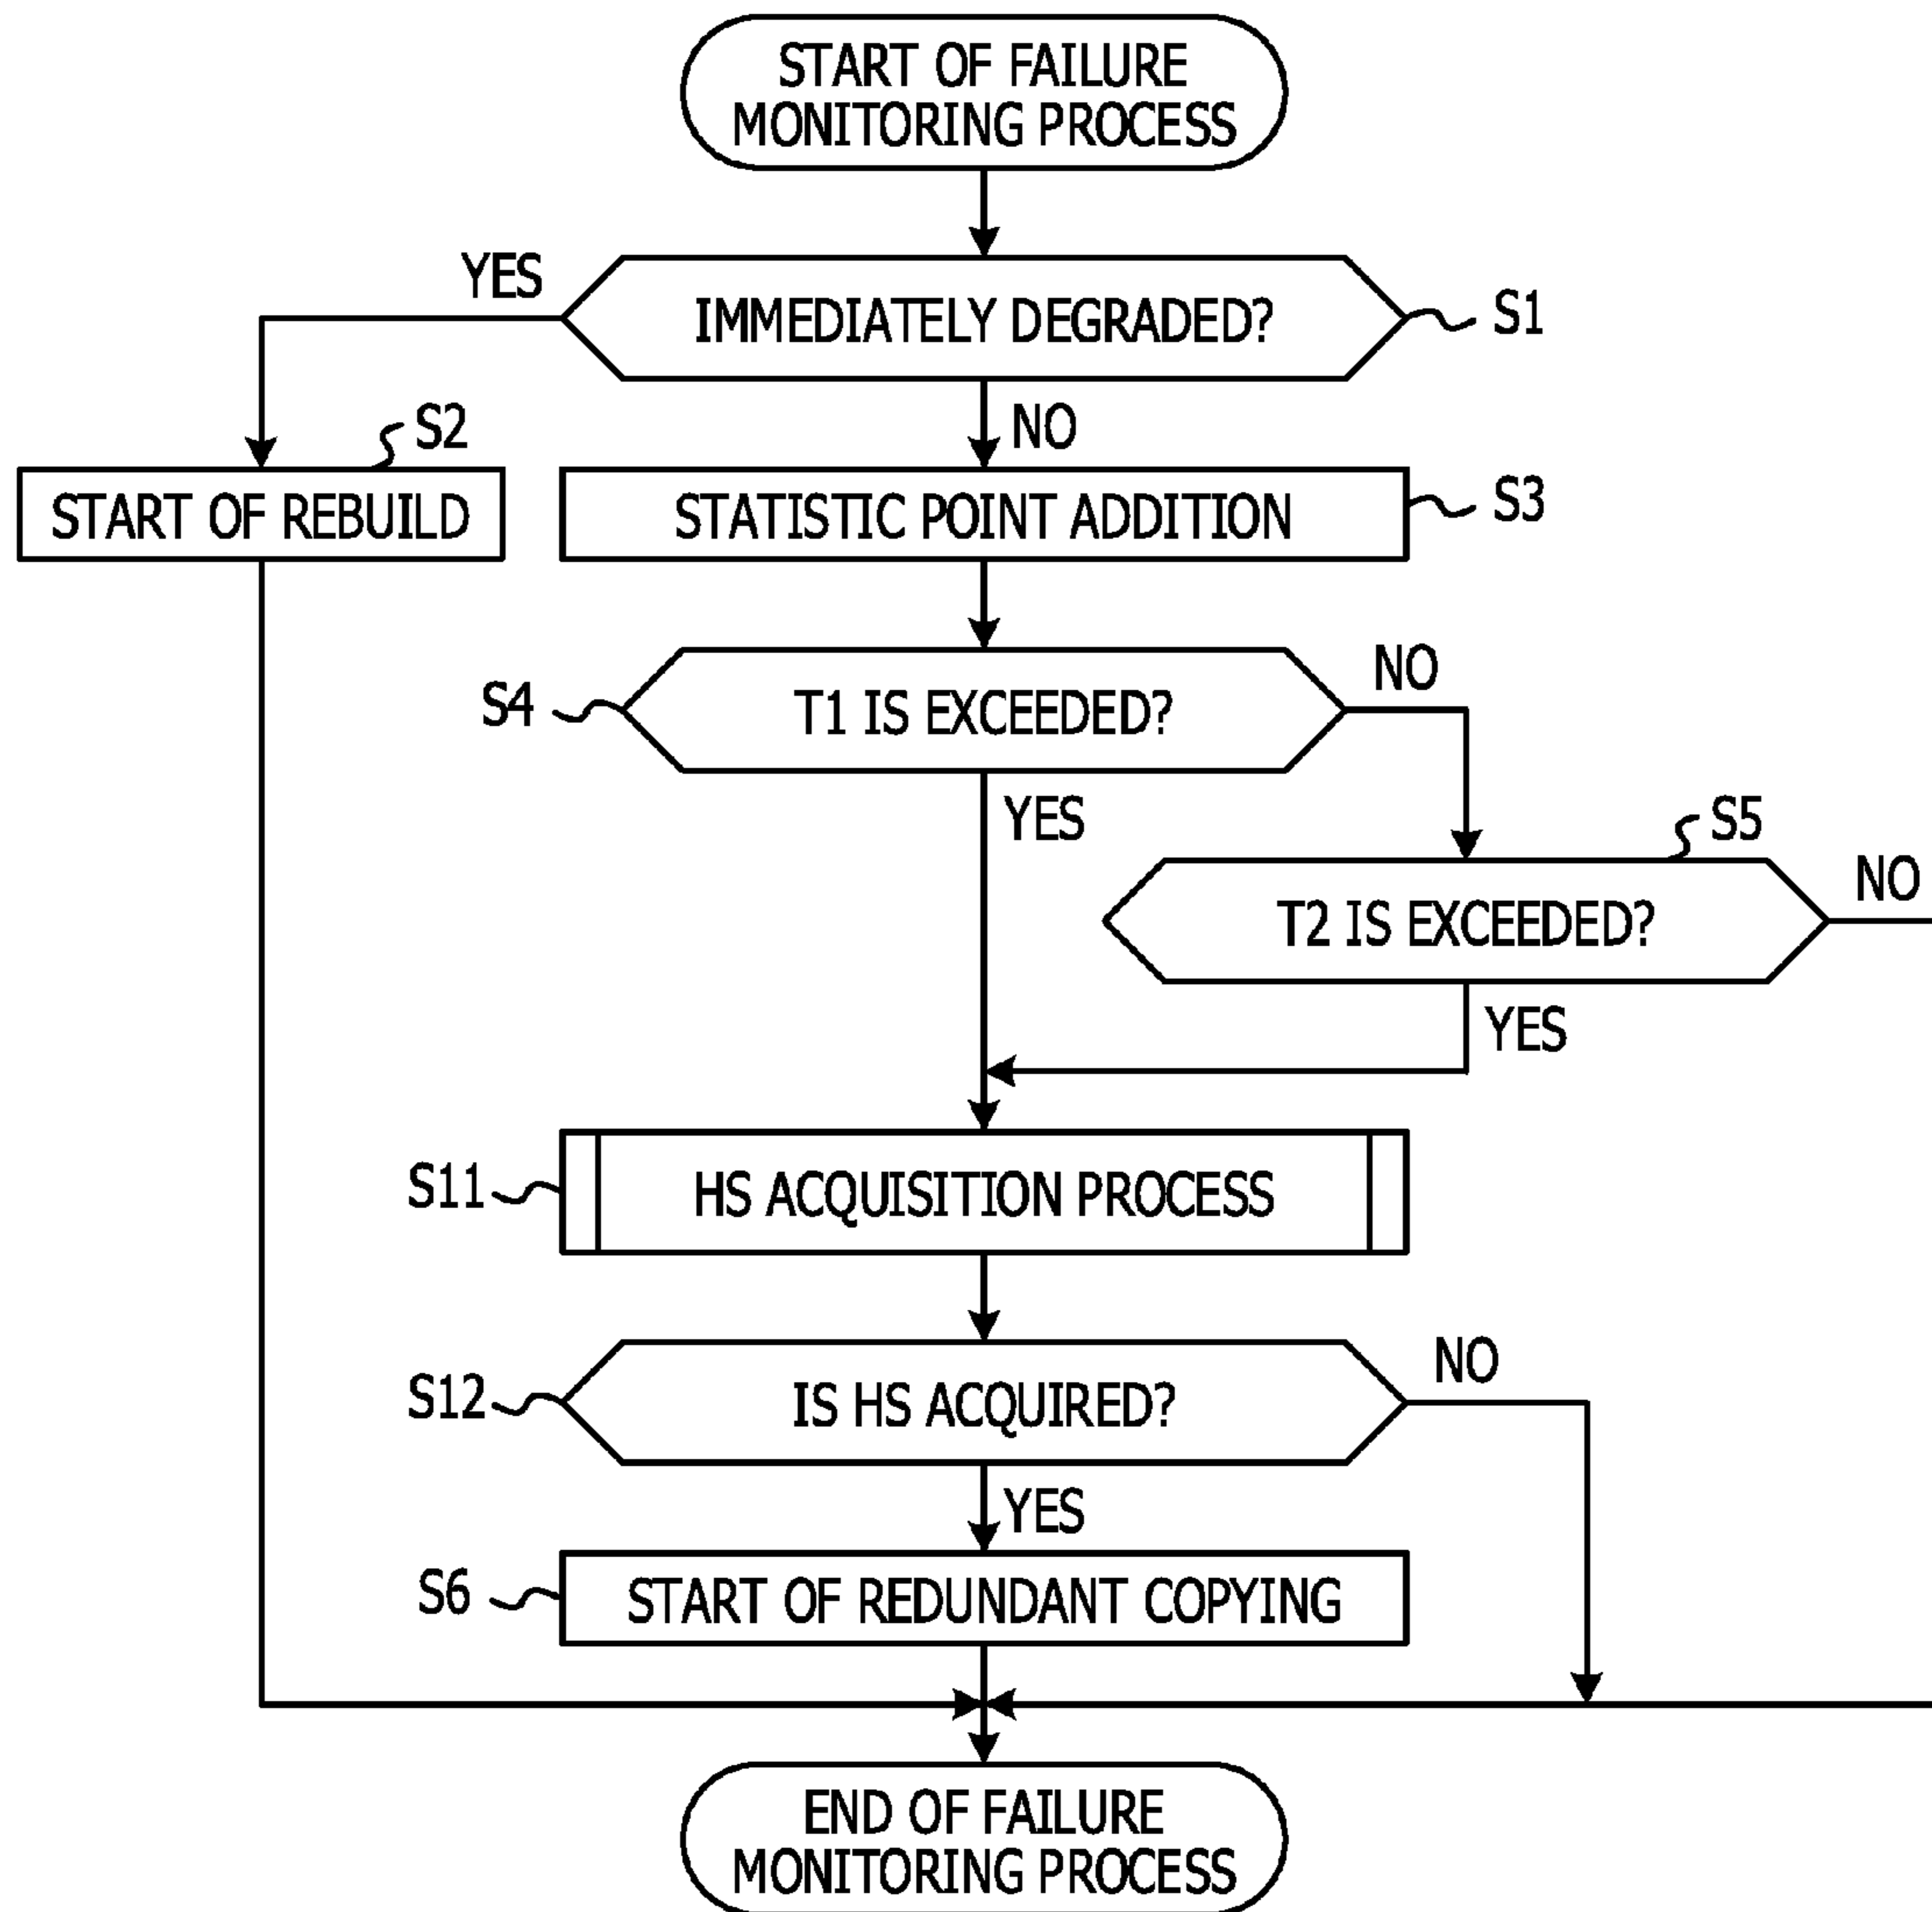 START OF FAILURE
MONITORING PROCESS
YES
IMMEDIATELY DEGRADED?
S1
S2
NO
START OF REBUILD
STATISTIC POINT ADDITION
S3
S4
T1 IS EXCEEDED?
NO
YES
S5
T2 IS EXCEEDED?
NO
YES
S11
HS ACQUISITION PROCESS
S12
IS HS ACQUIRED?
NO
YES
S6
START OF REDUNDANT COPYING
END OF FAILURE
MONITORING PROCESS